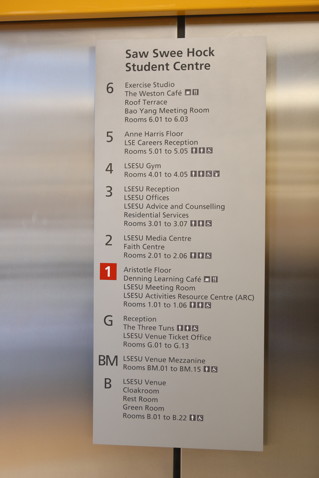 Saw Swee Hock
Student Centre
6 Exercise Studio
The Weston Café
Roof Terrace
Bao Yang Meeting Room
Rooms 6.01 to 6.03
5 Anne Harris Floor
LSE Careers Reception
Rooms 5.01 to 5.05
4 LSESU Gym
Rooms 4.01 to 4.05
3 LSESU Reception
LSESU Offices
LSESU Advice and Counselling
Residential Services
Rooms 3.01 to 3.07
2 LSESU Media Centre
Faith Centre
Rooms 2.01 to 2.06
1 Aristotle Floor
Denning Learning Café
LSESU Meeting Room
LSESU Activities Resource Centre (ARC)
Rooms 1.01 to 1.06
G Reception
The Three Tuns
LSESU Venue Ticket Office
Rooms G.01 to G.13
BM LSESU Venue Mezzanine
Rooms BM.01 to BM.15
B LSESU Venue
Cloakroom
Rest Room
Green Room
Rooms B.01 to B.22